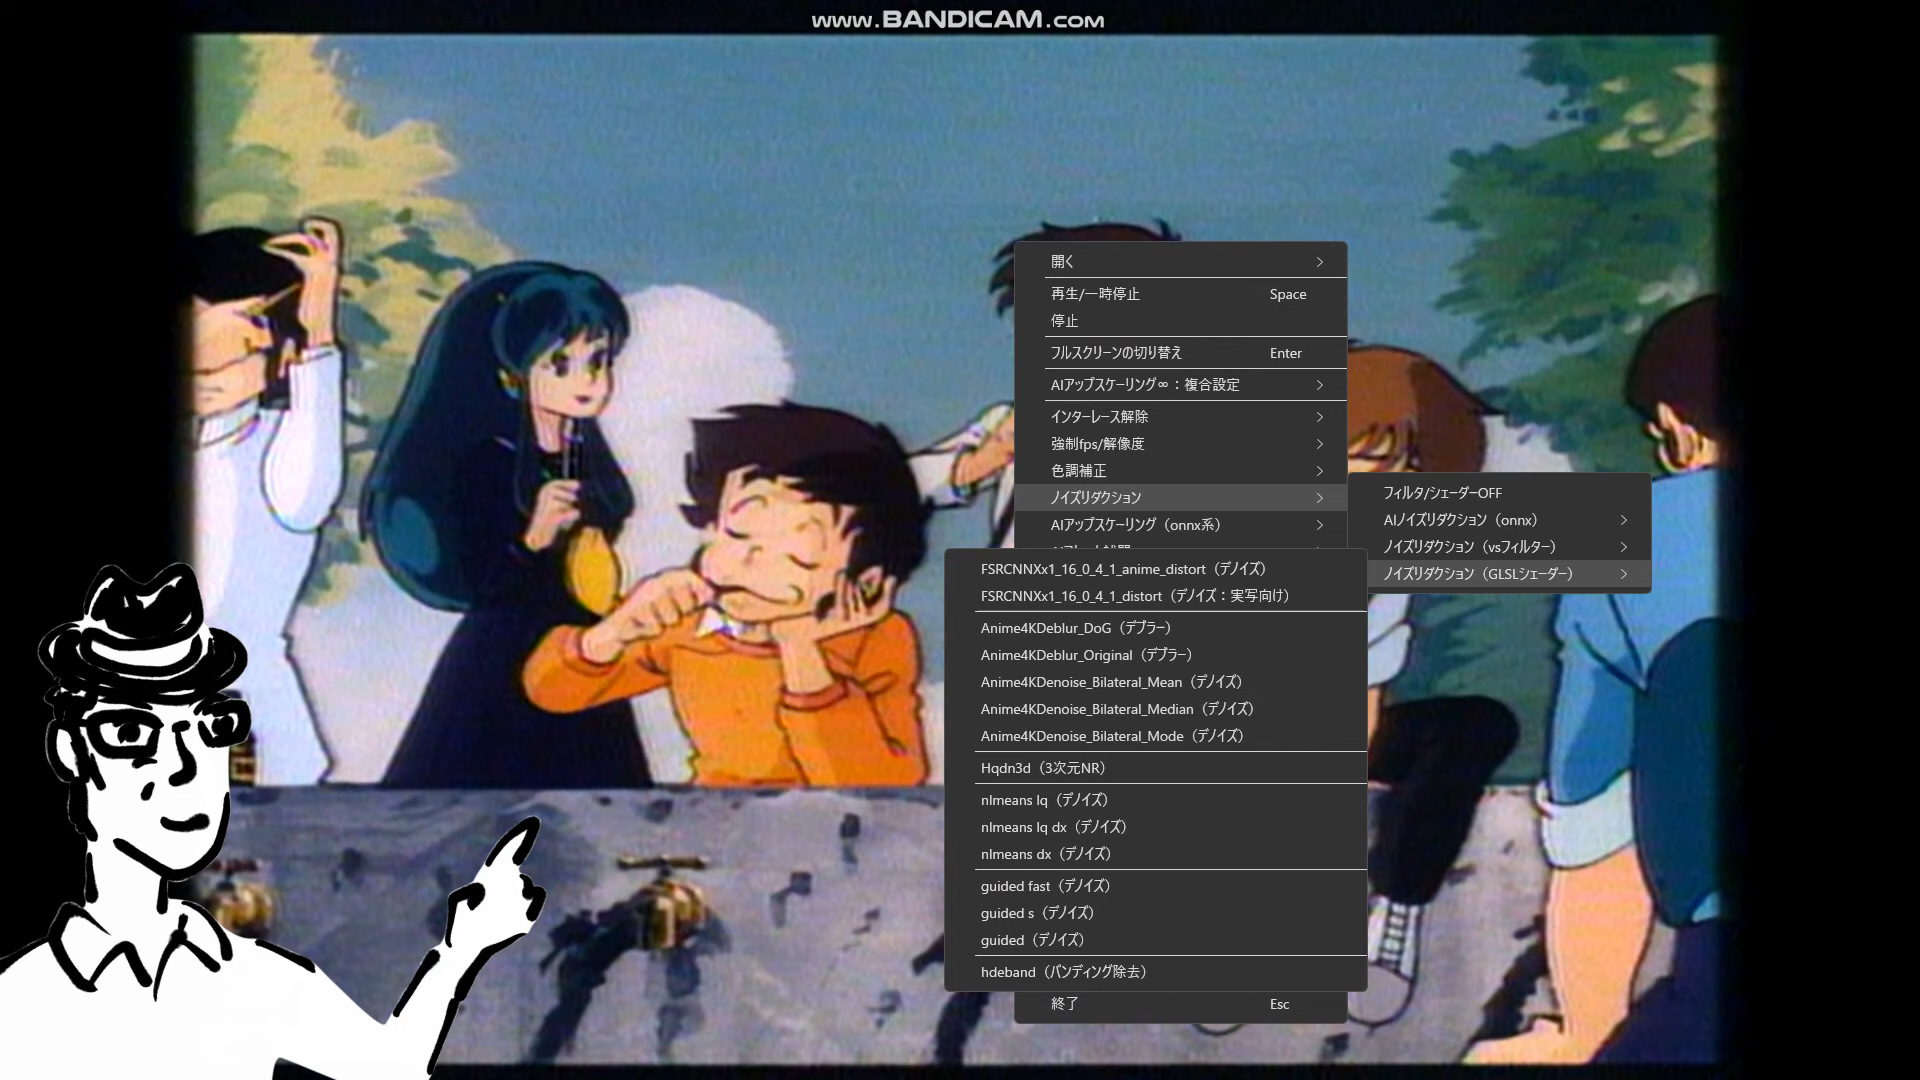 www.BANDICAM.com
開く
再生/一時停止 Space
停止
フルスクリーンの切り替え Enter
AIアップスケーリング∞：複合設定
インターレース解除
強制fps/解像度
色調補正
ノイズリダクション
AIアップスケーリング（onnx系）
フィルタ/シェーダーOFF
AIノイズリダクション（onnx）
ノイズリダクション（vsフィルター）
ノイズリダクション（GLSLシェーダー）
FSRCNNXx1_16_0_4_1_anime_distort（デノイズ）
FSRCNNXx1_16_0_4_1_distort（デノイズ：実写向け）
Anime4KDeblur_DoG（デブラー）
Anime4KDeblur_Original（デブラー）
Anime4KDenoise_Bilateral_Mean（デノイズ）
Anime4KDenoise_Bilateral_Median（デノイズ）
Anime4KDenoise_Bilateral_Mode（デノイズ）
Hqdn3d（3次元NR）
nlmeans lq（デノイズ）
nlmeans lq dx（デノイズ）
nlmeans dx（デノイズ）
guided fast（デノイズ）
guided s（デノイズ）
guided（デノイズ）
hdeband（バンディング除去）
終了 Esc